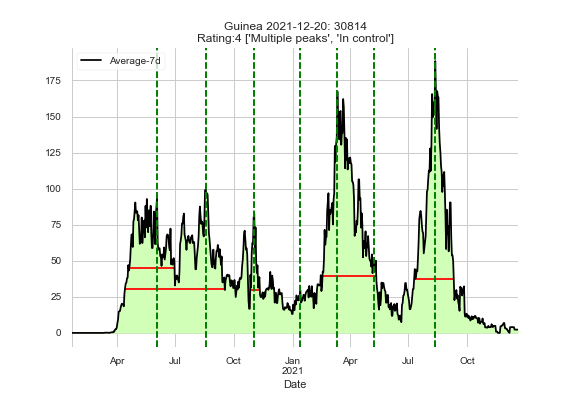 Guinea 2021-12-20: 30814
Rating:4 ['Multiple peaks', 'In control']
Average-7d
175
150
125
100
75
50
25
0
Apr Jul Oct Jan Apr Jul Oct
2021
Date